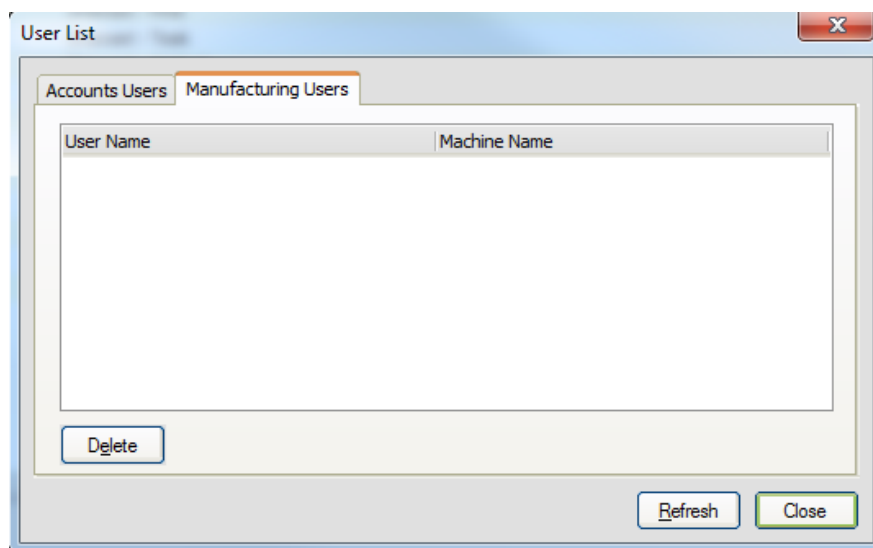 User List
Accounts Users Manufacturing Users
User Name Machine Name
Delete
Refresh Close